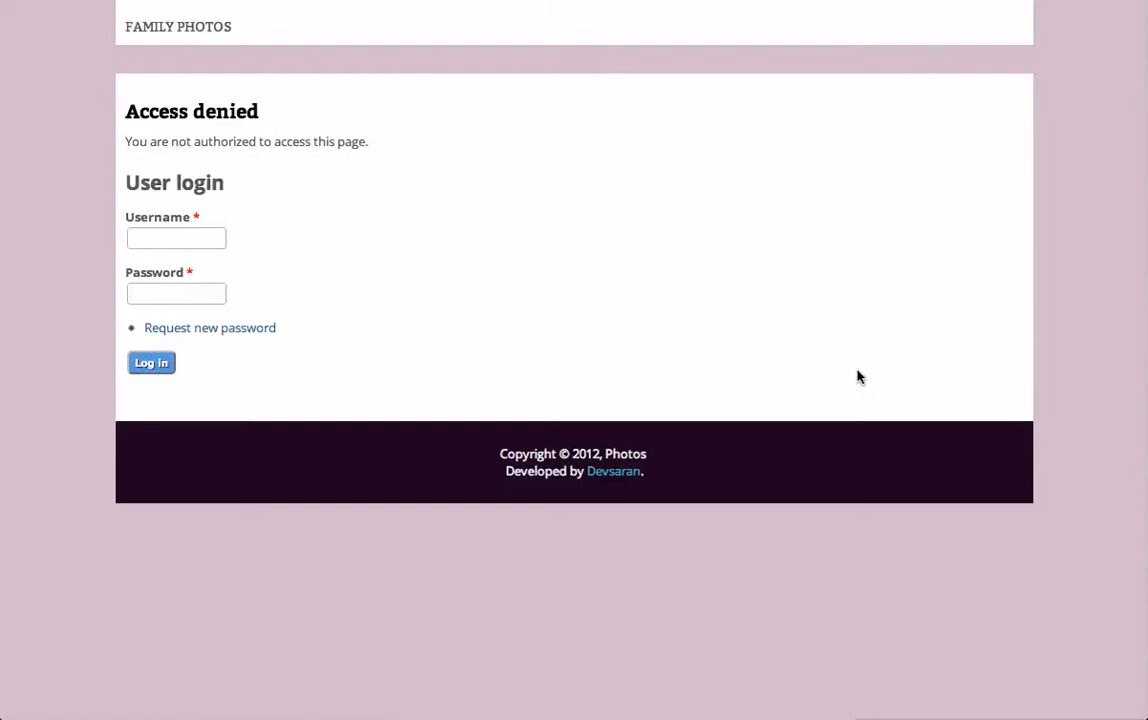 FAMILY PHOTOS
Access denied
You are not authorized to access this page.
User login
Username *
Password *
Request new password
Log in
Copyright © 2012, Photos
Developed by Devsaran.